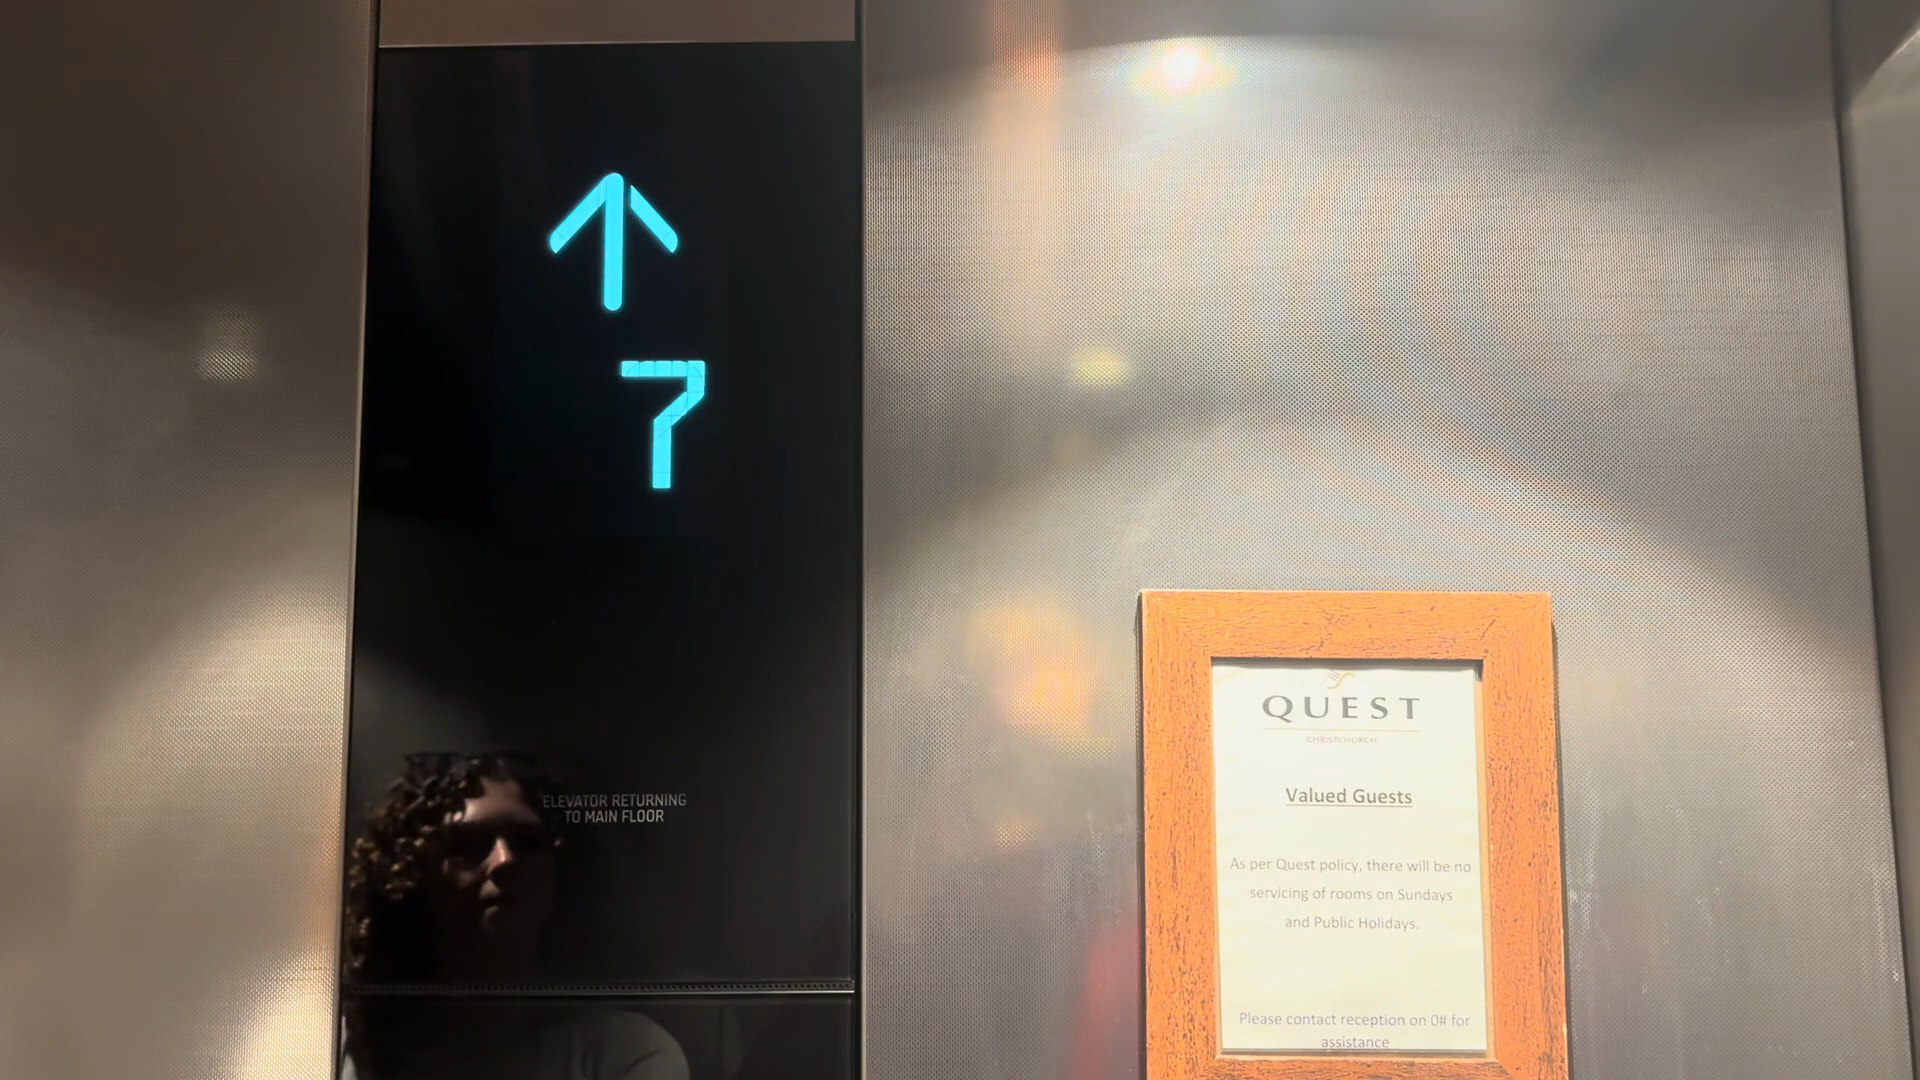 7
ELEVATOR RETURNING
TO MAIN FLOOR
QUEST
CHRISTCHURCH
Valued Guests
As per Quest policy, there will be no
servicing of rooms on Sundays
and Public Holidays.
Please contact reception on 0# for
assistance